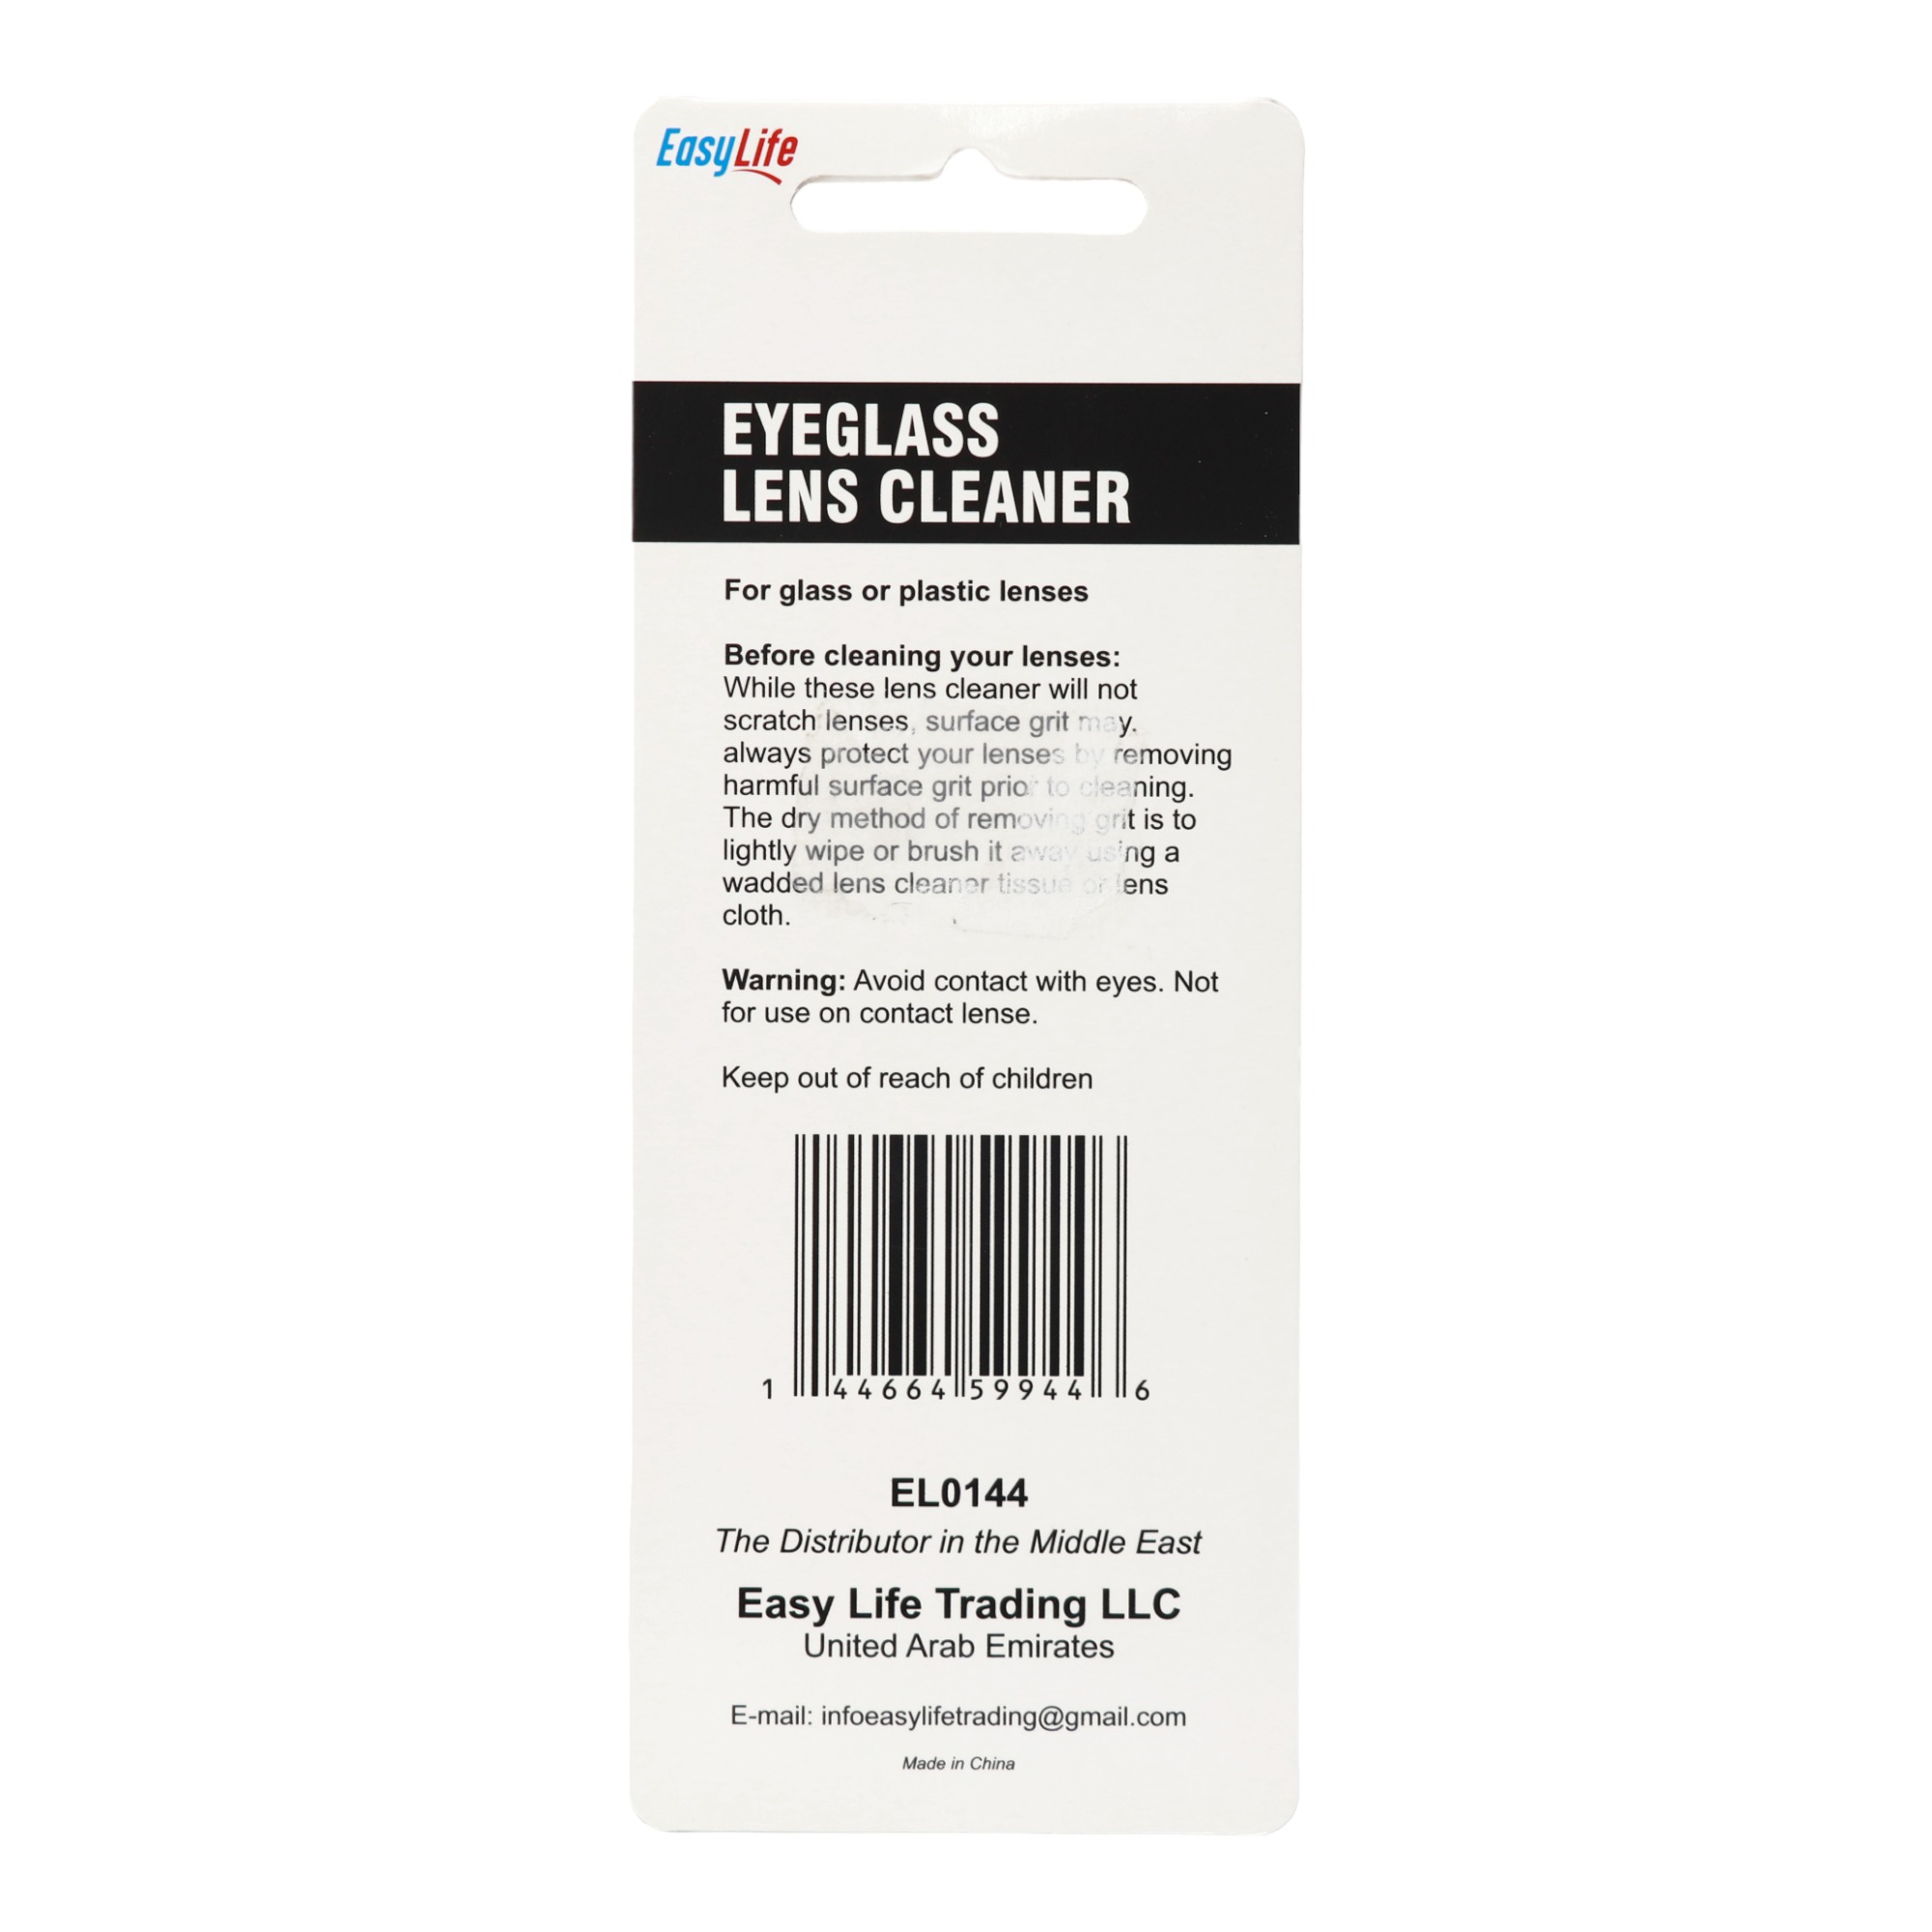 EasyLife
EYEGLASS
LENS CLEANER
For glass or plastic lenses
Before cleaning your lenses:
While these lens cleaner will not
scratch lenses, surface grit may.
always protect your lenses by removing
harmful surface grit prior to cleaning.
The dry method of removing grit is to
lightly wipe or brush it away using a
wadded lens cleaner tissue or lens
cloth.
Warning: Avoid contact with eyes. Not
for use on contact lense.
Keep out of reach of children
1 44664 59944 6
EL0144
The Distributor in the Middle East
Easy Life Trading LLC
United Arab Emirates
E-mail: infoeasylifetrading@gmail.com
Made in China